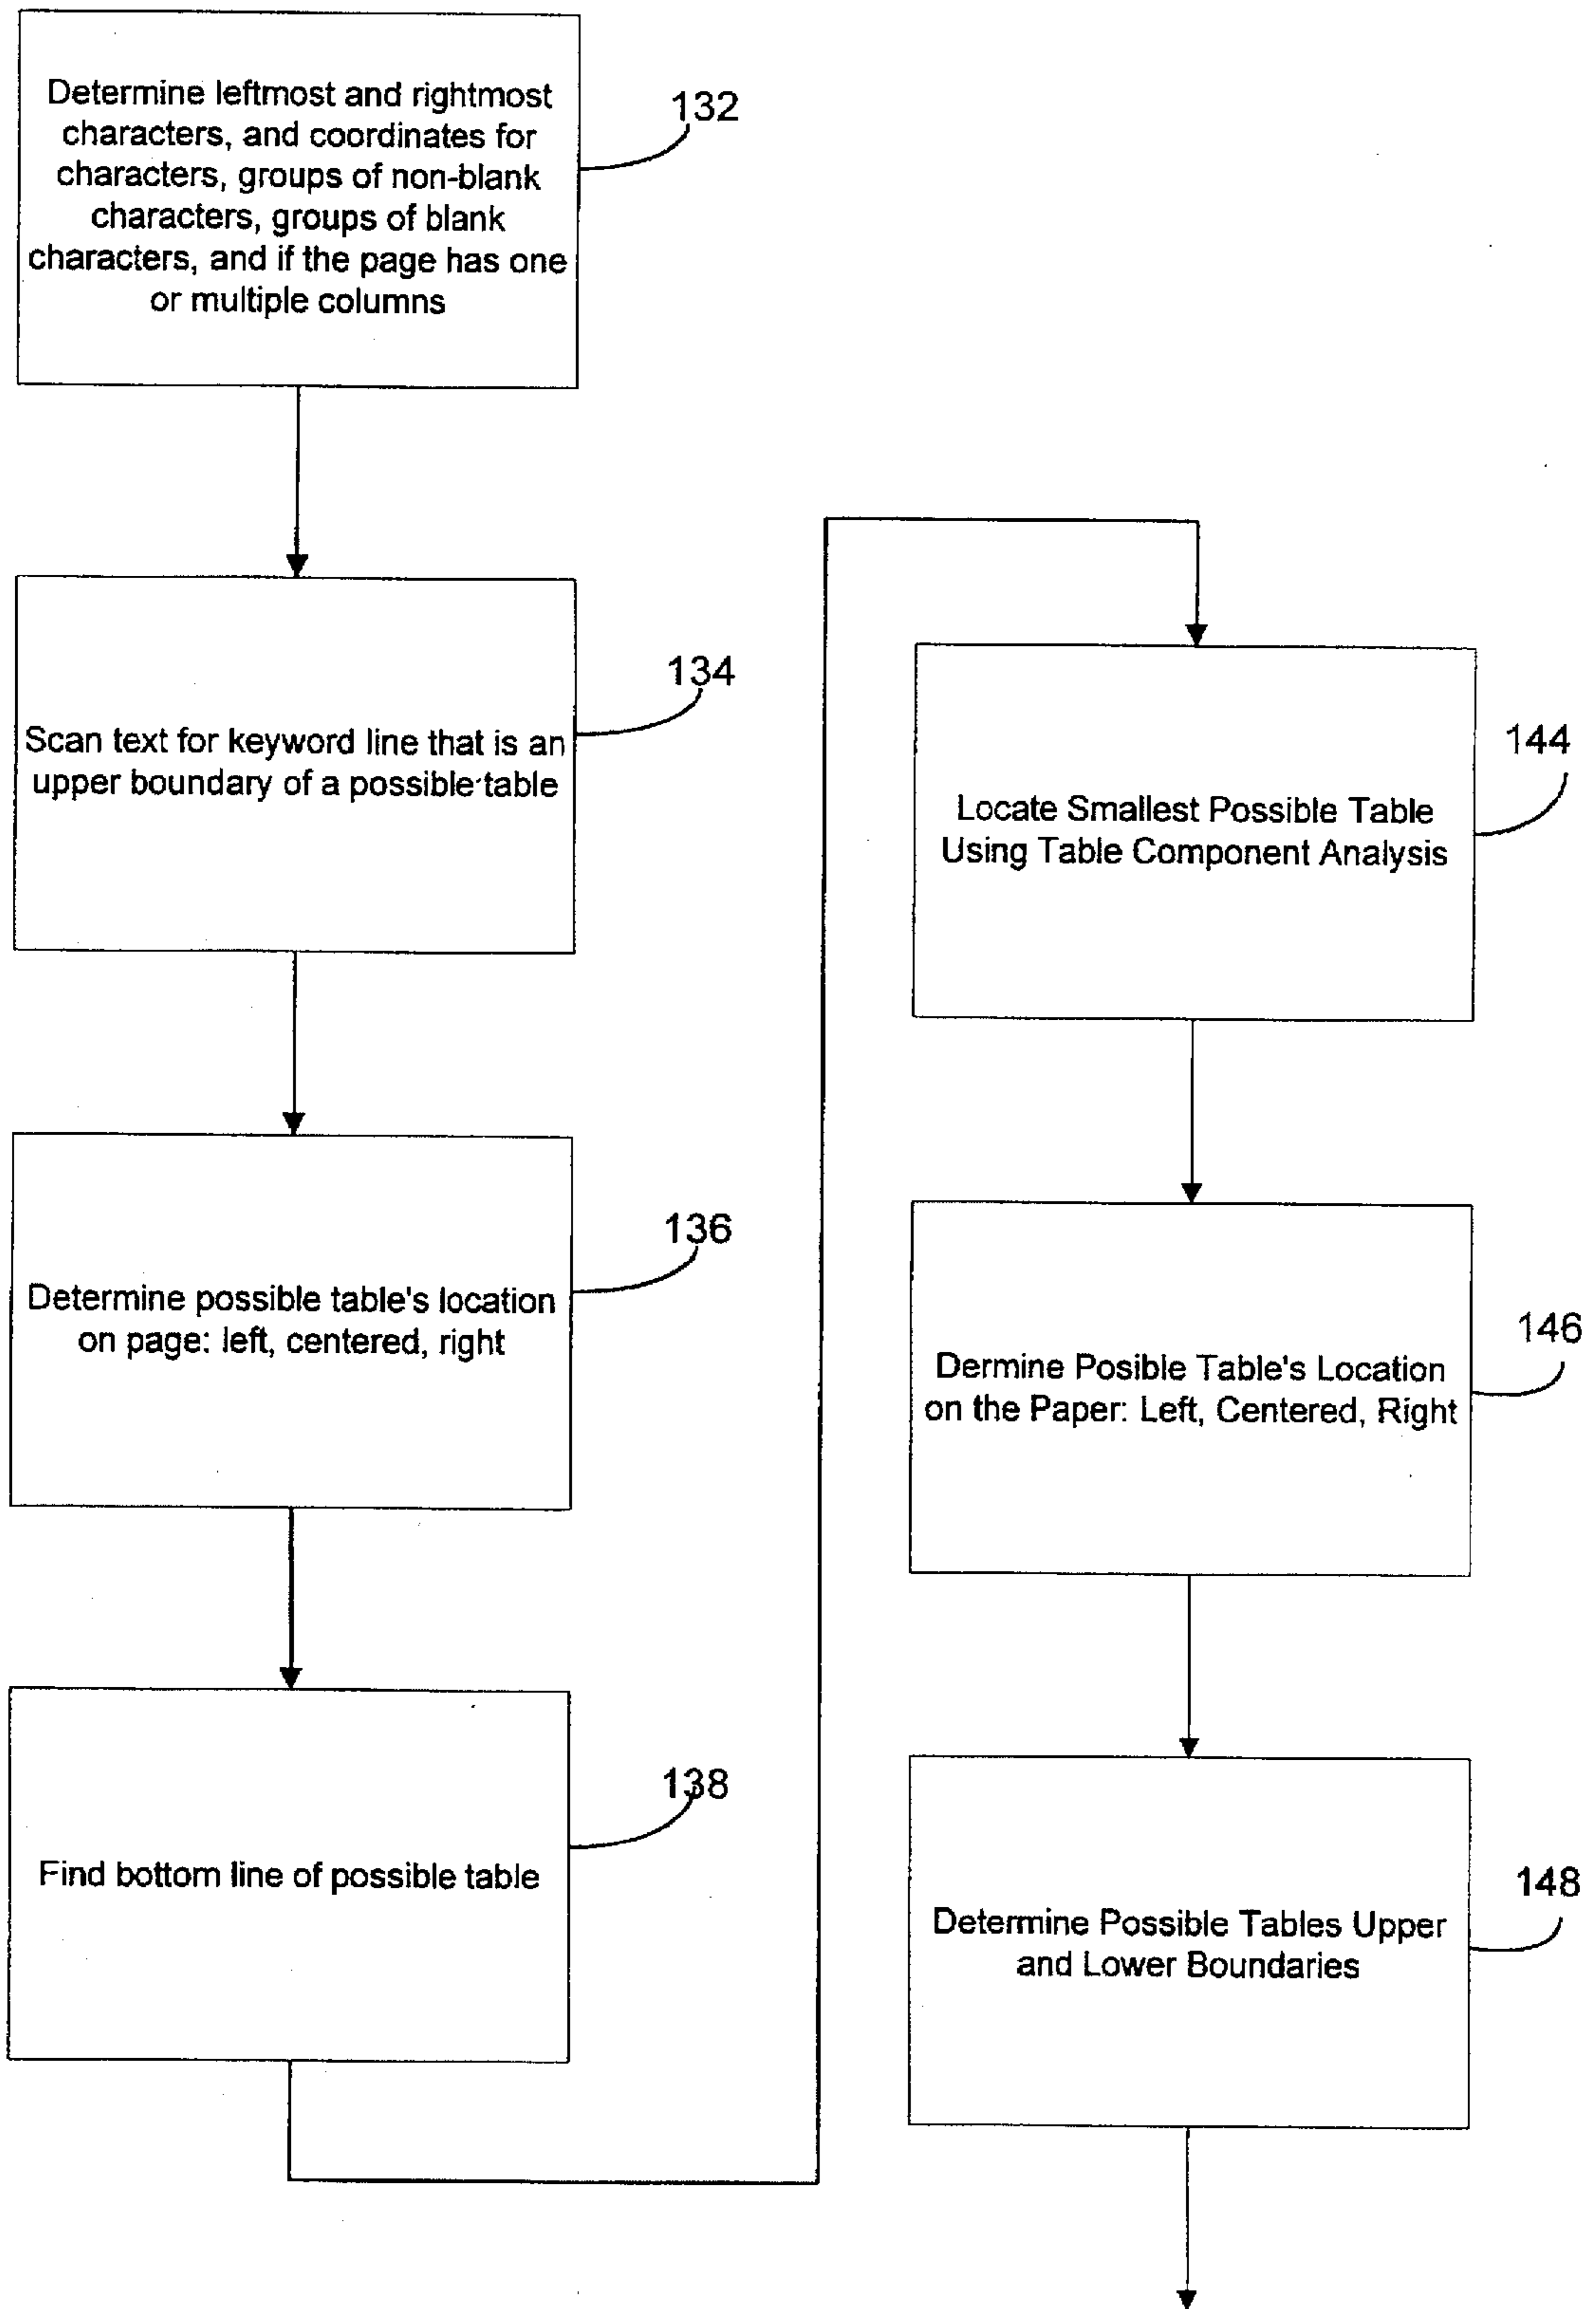 Determine leftmost and rightmost
characters, and coordinates for
characters, groups of non-blank
characters, groups of blank
characters, and if the page has one
or multiple columns
132
Scan text for keyword line that is an
upper boundary of a possible table
134
Determine possible table's location
on page: left, centered, right
136
Find bottom line of possible table
138
Locate Smallest Possible Table
Using Table Component Analysis
144
Dermine Posible Table's Location
on the Paper: Left, Centered, Right
146
Determine Possible Tables Upper
and Lower Boundaries
148